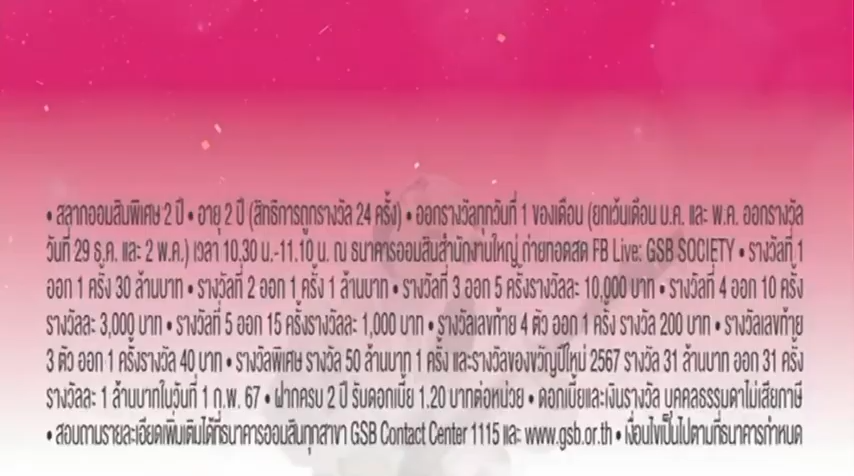 • สลากออมสินพิเศษ 2 ปี • อายุ 2 ปี (สิทธิการถูกรางวัล 24 ครั้ง) • ออกรางวัลทุกวันที่ 1 ของเดือน (ยกเว้นเดือน ม.ค. และ พ.ค. ออกรางวัล
วันที่ 29 ธ.ค. และ 2 พ.ค.) เวลา 10.30 น.-11.10 น. ณ ธนาคารออมสินสำนักงานใหญ่ ถ่ายทอดสด FB Live: GSB SOCIETY • รางวัลที่ 1
ออก 1 ครั้ง 30 ล้านบาท • รางวัลที่ 2 ออก 1 ครั้ง 1 ล้านบาท • รางวัลที่ 3 ออก 5 ครั้งรางวัลละ 10,000 บาท • รางวัลที่ 4 ออก 10 ครั้ง
รางวัลละ 3,000 บาท • รางวัลที่ 5 ออก 15 ครั้งรางวัลละ 1,000 บาท • รางวัลเลขท้าย 4 ตัว ออก 1 ครั้ง รางวัล 200 บาท • รางวัลเลขท้าย
3 ตัว ออก 1 ครั้งรางวัล 40 บาท • รางวัลพิเศษ รางวัล 50 ล้านบาท 1 ครั้ง และรางวัลของขวัญปีใหม่ 2567 รางวัล 31 ล้านบาท ออก 31 ครั้ง
รางวัลละ 1 ล้านบาทในวันที่ 1 ก.พ. 67 • ฝากครบ 2 ปี รับดอกเบี้ย 1.20 บาทต่อหน่วย • ดอกเบี้ยและเงินรางวัล บุคคลธรรมดาไม่เสียภาษี
• สอบถามรายละเอียดเพิ่มเติมได้ที่ธนาคารออมสินทุกสาขา GSB Contact Center 1115 และ www.gsb.or.th • เงื่อนไขเป็นไปตามที่ธนาคารกำหนด